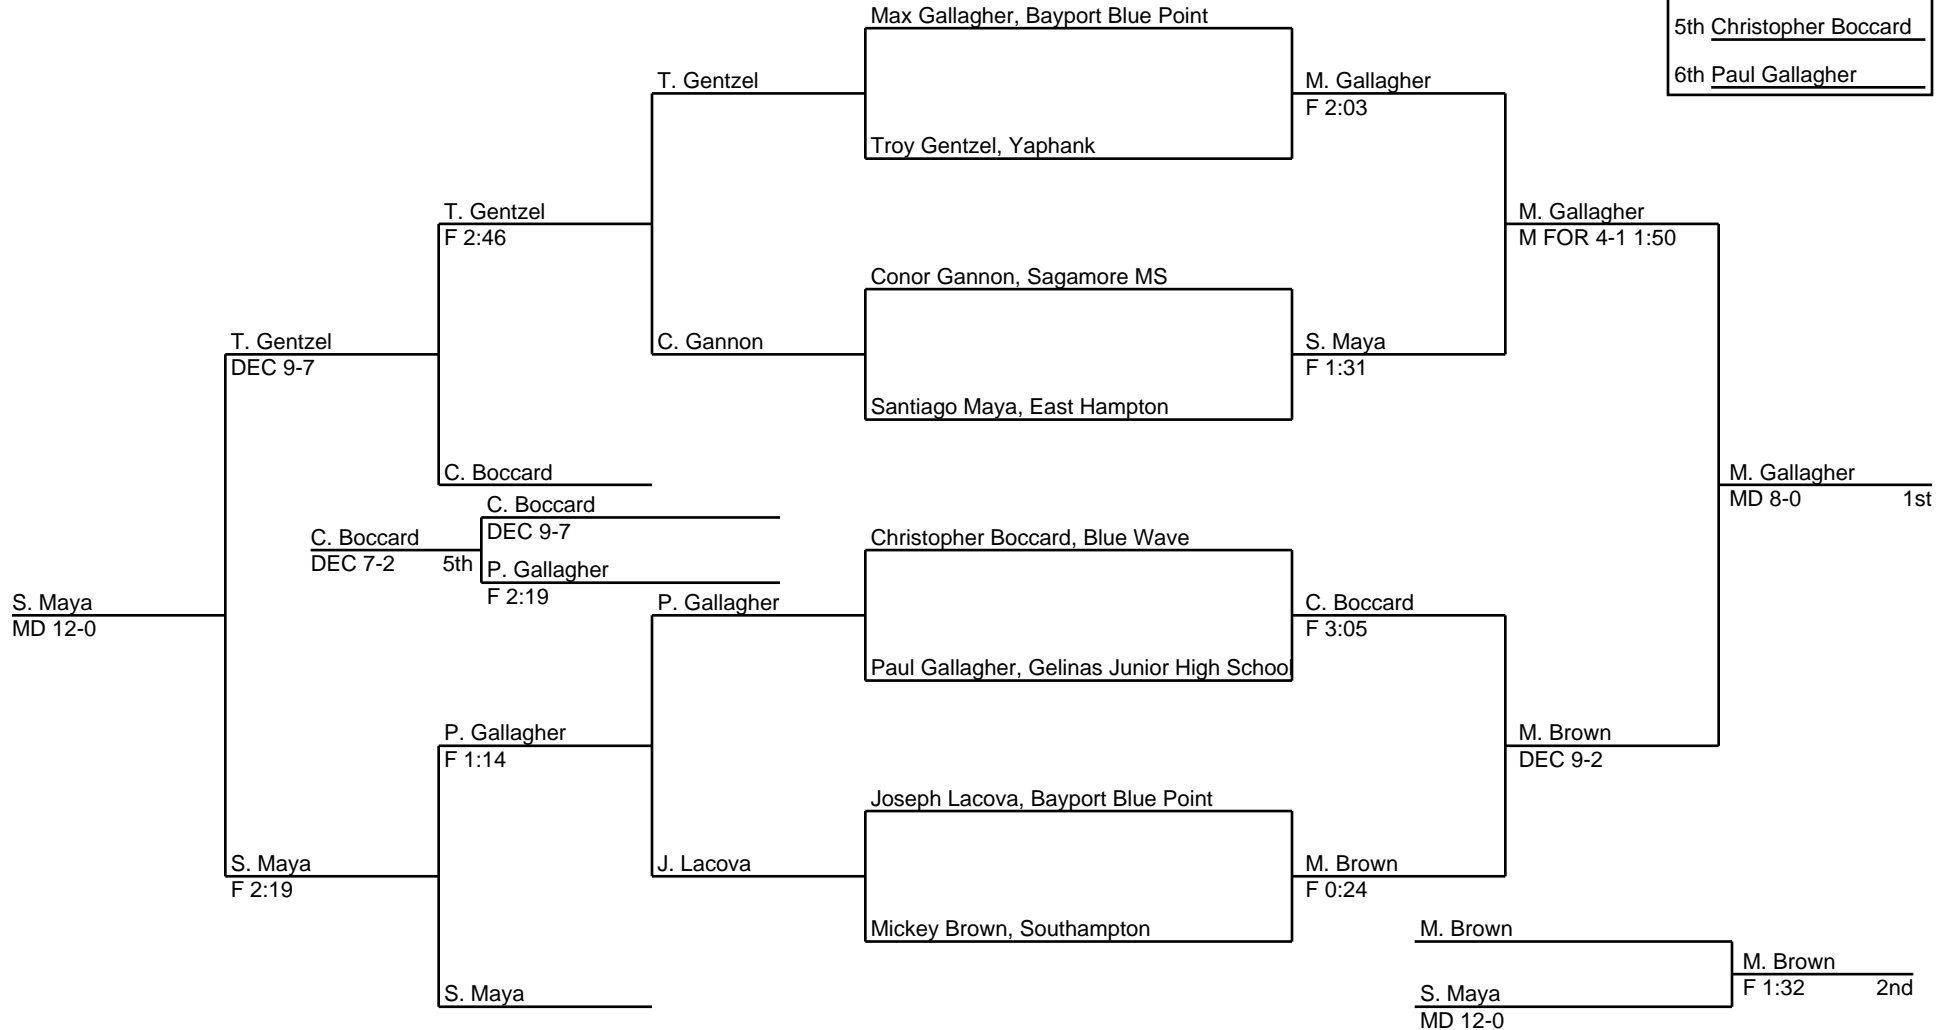 Max Gallagher, Bayport Blue Point
5th Christopher Boccard
6th Paul Gallagher
T. Gentzel
M. Gallagher
F 2:03
Troy Gentzel, Yaphank
T. Gentzel
F 2:46
M. Gallagher
M FOR 4-1 1:50
Conor Gannon, Sagamore MS
T. Gentzel
DEC 9-7
C. Gannon
S. Maya
F 1:31
Santiago Maya, East Hampton
C. Boccard
M. Gallagher
MD 8-0 1st
C. Boccard
DEC 9-7
C. Boccard
DEC 7-2 5th
P. Gallagher
F 2:19
Christopher Boccard, Blue Wave
S. Maya
MD 12-0
P. Gallagher
C. Boccard
F 3:05
Paul Gallagher, Gelinas Junior High School
P. Gallagher
F 1:14
M. Brown
DEC 9-2
Joseph Lacova, Bayport Blue Point
S. Maya
F 2:19
J. Lacova
M. Brown
F 0:24
Mickey Brown, Southampton
M. Brown
M. Brown
F 1:32 2nd
S. Maya
S. Maya
MD 12-0